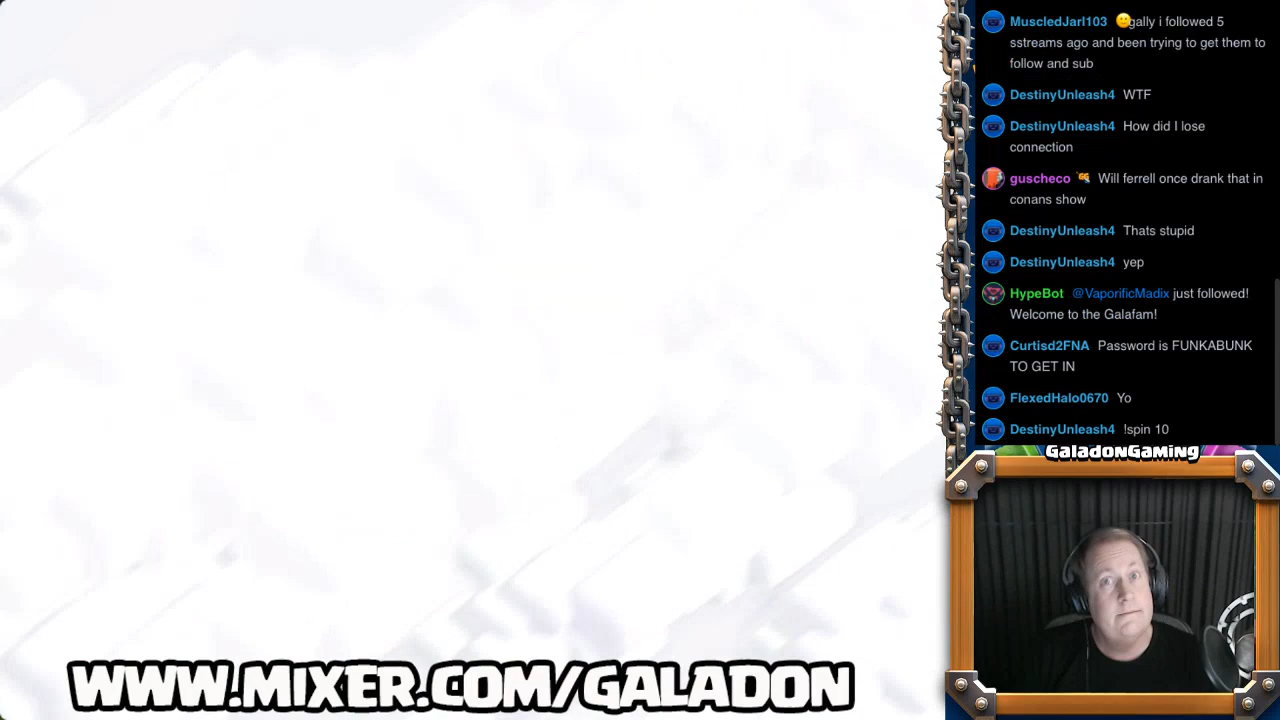 MuscledJarl103 gally i followed 5
sstreams ago and been trying to get them to
follow and sub
DestinyUnleash4 WTF
DestinyUnleash4 How did I lose
connection
guscheco Will ferrell once drank that in
conans show
DestinyUnleash4 Thats stupid
DestinyUnleash4 yep
HypeBot @VaporificMadix just followed!
Welcome to the Galafam!
Curtisd2FNA Password is FUNKABUNK
TO GET IN
FlexedHalo0670 Yo
DestinyUnleash4 !spin 10
GaladonGaming
WWW.MIXER.COM/GALADON